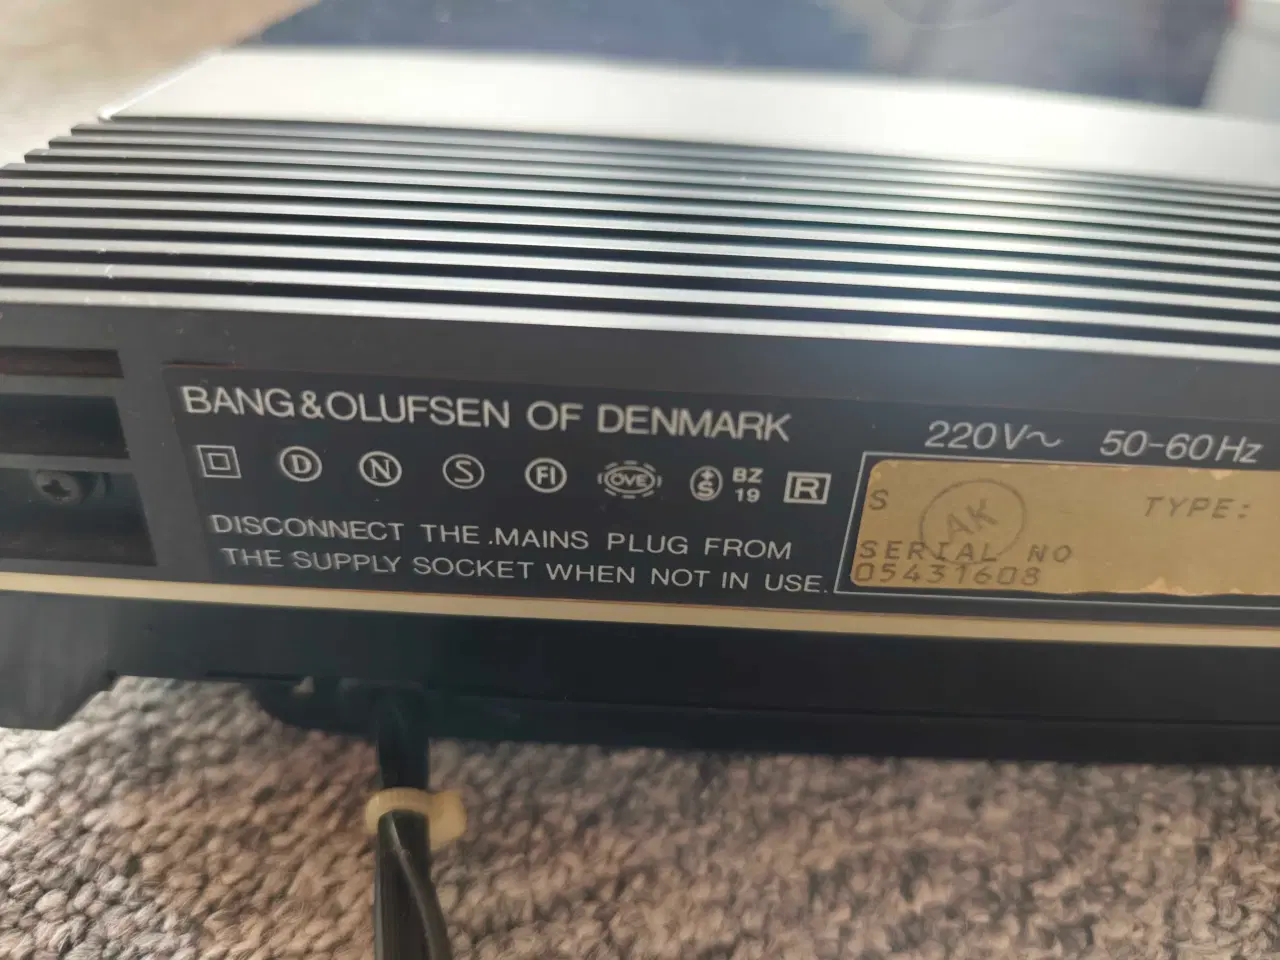 BANG&OLUFSEN OF DENMARK
220V~ 50-60Hz
D N S FI ÖVE +S BZ 19 R
DISCONNECT THE MAINS PLUG FROM
THE SUPPLY SOCKET WHEN NOT IN USE.
S AK TYPE:
SERIAL NO
05431608